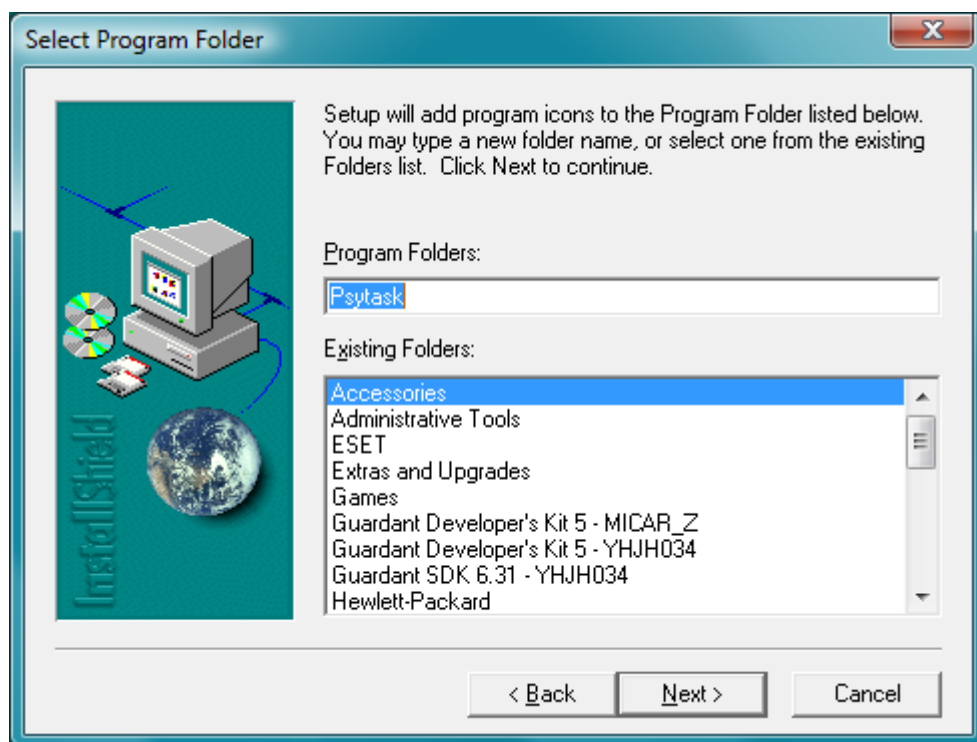 Select Program Folder
Setup will add program icons to the Program Folder listed below.
You may type a new folder name, or select one from the existing
Folders list.  Click Next to continue.
Program Folders:
Psytask
Existing Folders:
Accessories
Administrative Tools
ESET
Extras and Upgrades
Games
Guardant Developer's Kit 5 - MICAR_Z
Guardant Developer's Kit 5 - YHJH034
Guardant SDK 6.31 - YHJH034
Hewlett-Packard
InstallShield
< Back
Next >
Cancel